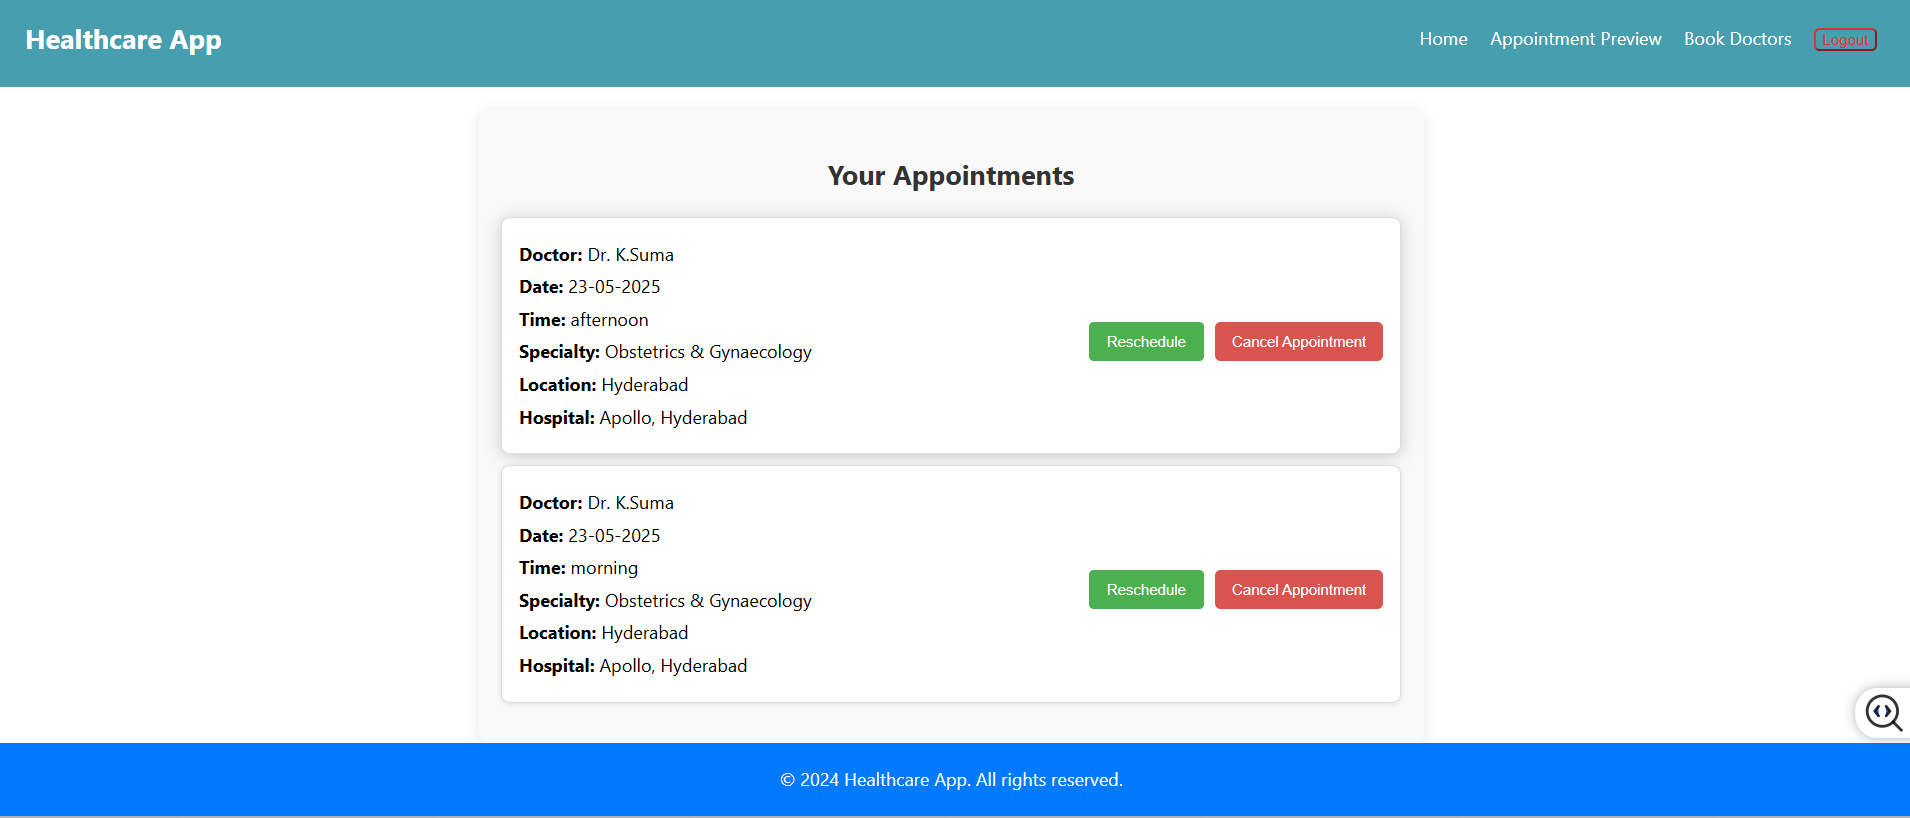 Healthcare App
Home Appointment Preview Book Doctors Logout
Your Appointments
Doctor: Dr. K.Suma
Date: 23-05-2025
Time: afternoon
Specialty: Obstetrics & Gynaecology
Location: Hyderabad
Hospital: Apollo, Hyderabad
Reschedule Cancel Appointment
Doctor: Dr. K.Suma
Date: 23-05-2025
Time: morning
Specialty: Obstetrics & Gynaecology
Location: Hyderabad
Hospital: Apollo, Hyderabad
Reschedule Cancel Appointment
© 2024 Healthcare App. All rights reserved.